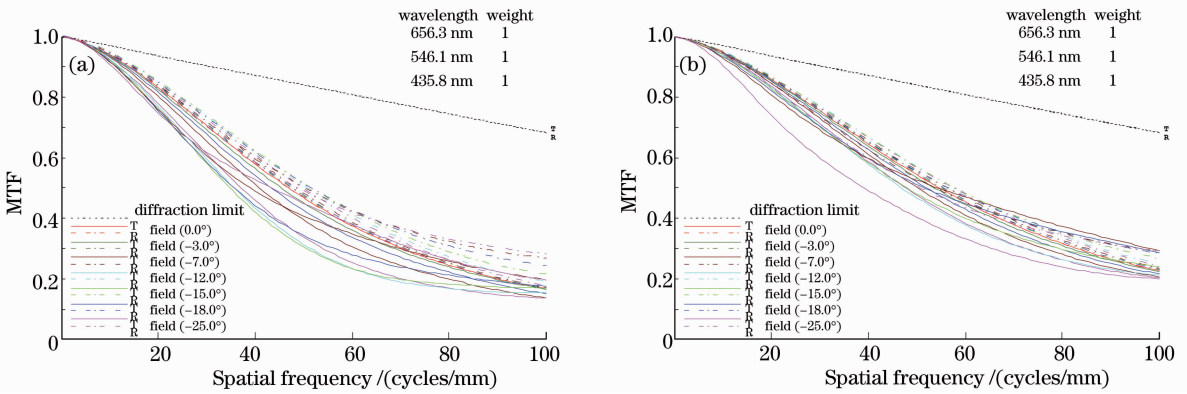 wavelength weight
656.3 nm 1
546.1 nm 1
435.8 nm 1
(a)
1.0
0.8
0.6
0.4
0.2
0
MTF
T
R
diffraction limit
T
R field (0.0°)
T
R field (−3.0°)
T
R field (−7.0°)
T
R field (−12.0°)
T
R field (−15.0°)
T
R field (−18.0°)
T
R field (−25.0°)
20 40 60 80 100
Spatial frequency /(cycles/mm)
wavelength weight
656.3 nm 1
546.1 nm 1
435.8 nm 1
(b)
1.0
0.8
0.6
0.4
0.2
0
MTF
T
R
diffraction limit
T
R field (0.0°)
T
R field (−3.0°)
T
R field (−7.0°)
T
R field (−12.0°)
T
R field (−15.0°)
T
R field (−18.0°)
T
R field (−25.0°)
20 40 60 80 100
Spatial frequency /(cycles/mm)